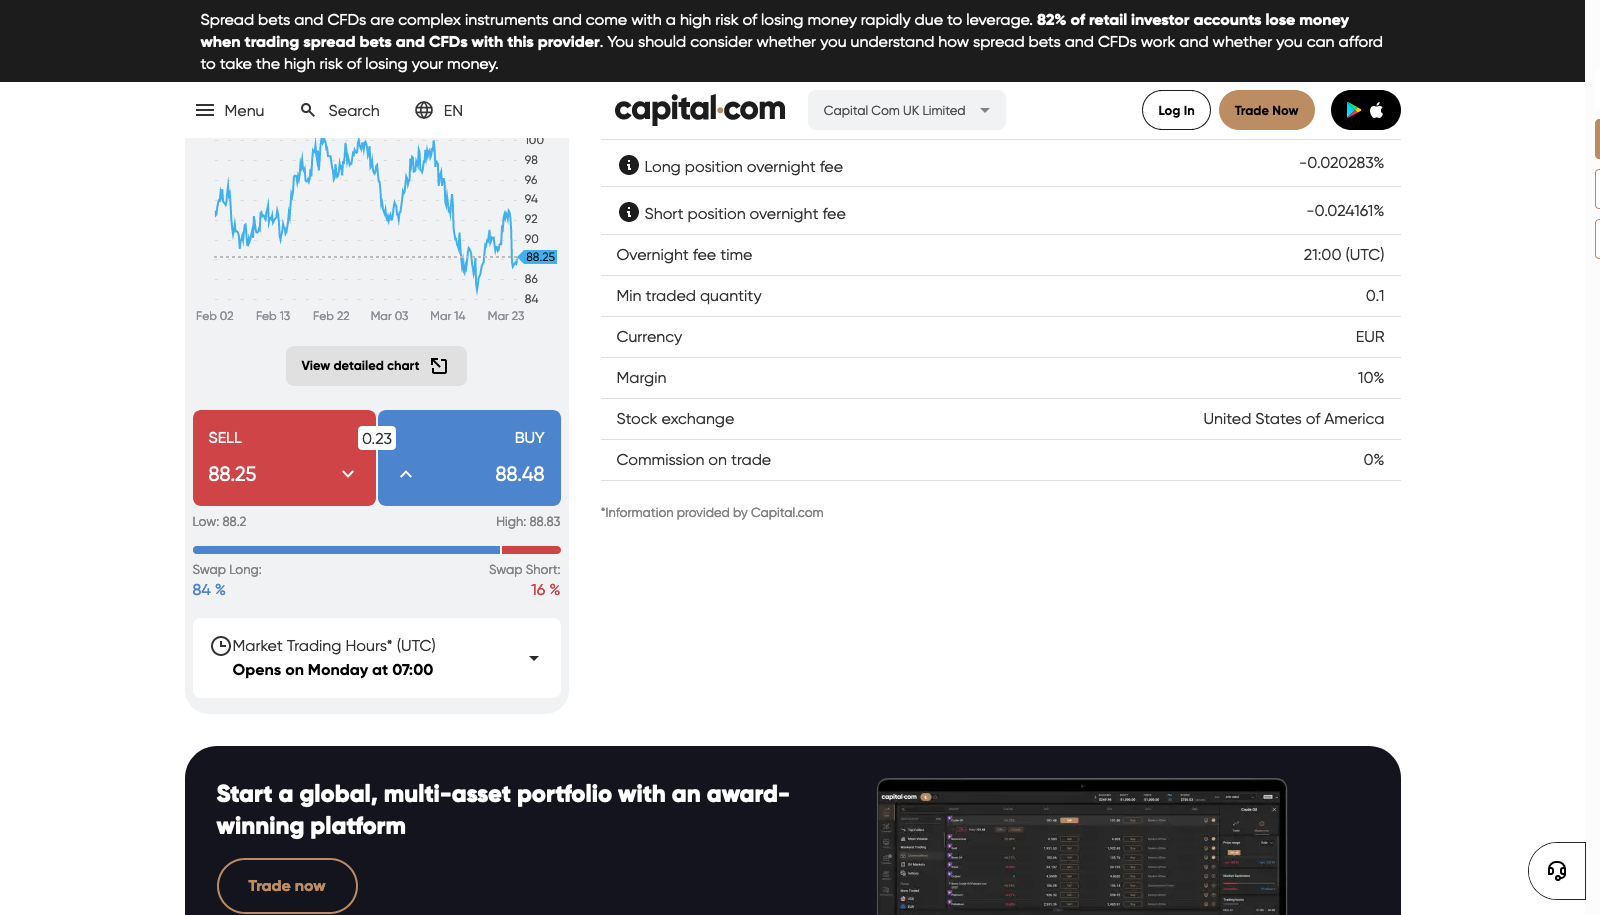 Spread bets and CFDs are complex instruments and come with a high risk of losing money rapidly due to leverage. 82% of retail investor accounts lose money
when trading spread bets and CFDs with this provider. You should consider whether you understand how spread bets and CFDs work and whether you can afford
to take the high risk of losing your money.
Menu
Search
EN
capital.com
Capital Com UK Limited
Log In
Trade Now
100
98
96
94
92
90
88.25
86
84
Feb 02
Feb 13
Feb 22
Mar 03
Mar 14
Mar 23
View detailed chart
SELL
0.23
BUY
88.25
88.48
Low: 88.2
High: 88.83
Swap Long:
Swap Short:
84 %
16 %
Market Trading Hours* (UTC)
Opens on Monday at 07:00
Long position overnight fee
-0.020283%
Short position overnight fee
-0.024161%
Overnight fee time
21:00 (UTC)
Min traded quantity
0.1
Currency
EUR
Margin
10%
Stock exchange
United States of America
Commission on trade
0%
*Information provided by Capital.com
Start a global, multi-asset portfolio with an award-
winning platform
Trade now
capital.com